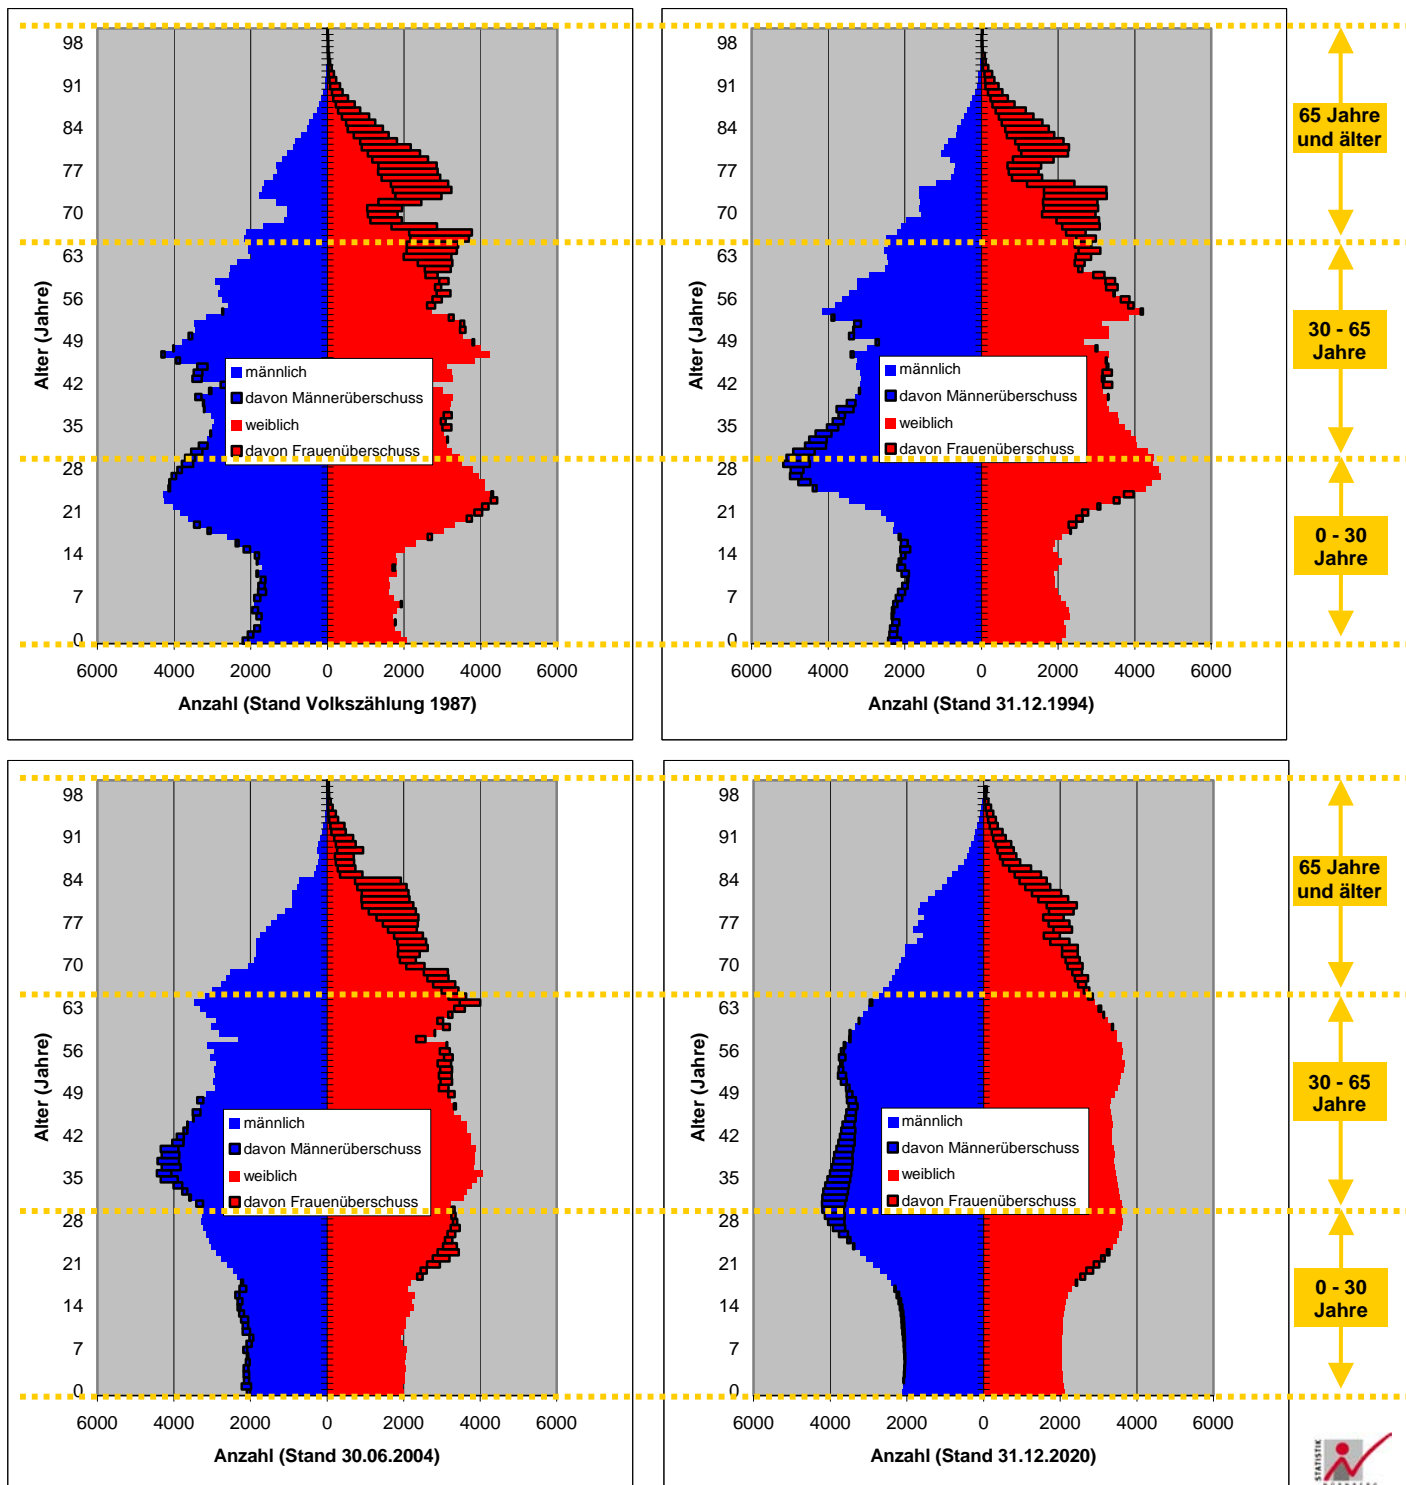 98
91
84
77
70
63
56
49
42
35
28
21
14
7
0
Alter (Jahre)
männlich
davon Männerüberschuss
weiblich
davon Frauenüberschuss
6000 4000 2000 0 2000 4000 6000
Anzahl (Stand Volkszählung 1987)
98
91
84
77
70
63
56
49
42
35
28
21
14
7
0
Alter (Jahre)
männlich
davon Männerüberschuss
weiblich
davon Frauenüberschuss
6000 4000 2000 0 2000 4000 6000
Anzahl (Stand 31.12.1994)
65 Jahre
und älter
30 - 65
Jahre
0 - 30
Jahre
98
91
84
77
70
63
56
49
42
35
28
21
14
7
0
Alter (Jahre)
männlich
davon Männerüberschuss
weiblich
davon Frauenüberschuss
6000 4000 2000 0 2000 4000 6000
Anzahl (Stand 30.06.2004)
98
91
84
77
70
63
56
49
42
35
28
21
14
7
0
Alter (Jahre)
männlich
davon Männerüberschuss
weiblich
davon Frauenüberschuss
6000 4000 2000 0 2000 4000 6000
Anzahl (Stand 31.12.2020)
65 Jahre
und älter
30 - 65
Jahre
0 - 30
Jahre
STATISTIK